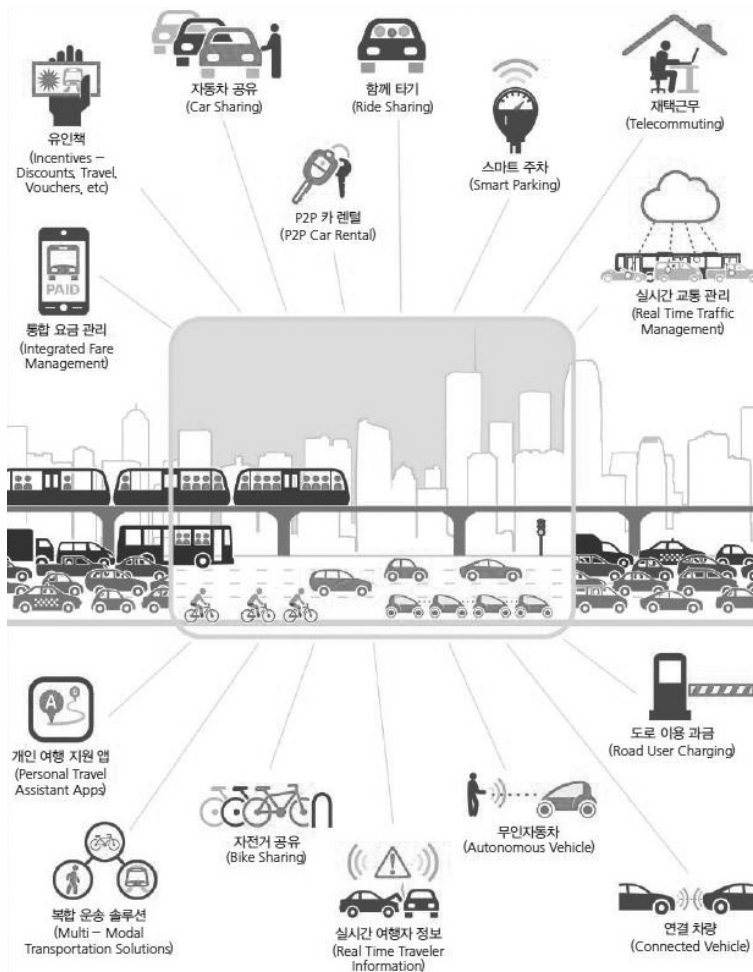 자동차 공유
(Car Sharing)
함께 타기
(Ride Sharing)
재택근무
(Telecommuting)
유인책
(Incentives –
Discounts, Travel,
Vouchers, etc)
스마트 주차
(Smart Parking)
P2P 카 렌털
(P2P Car Rental)
PAID
통합 요금 관리
(Integrated Fare
Management)
실시간 교통 관리
(Real Time Traffic
Management)
A
개인 여행 지원 앱
(Personal Travel
Assistant Apps)
도로 이용 과금
(Road User Charging)
자전거 공유
(Bike Sharing)
무인자동차
(Autonomous Vehicle)
복합 운송 솔루션
(Multi – Modal
Transportation Solutions)
실시간 여행자 정보
(Real Time Traveler
Information)
연결 차량
(Connected Vehicle)